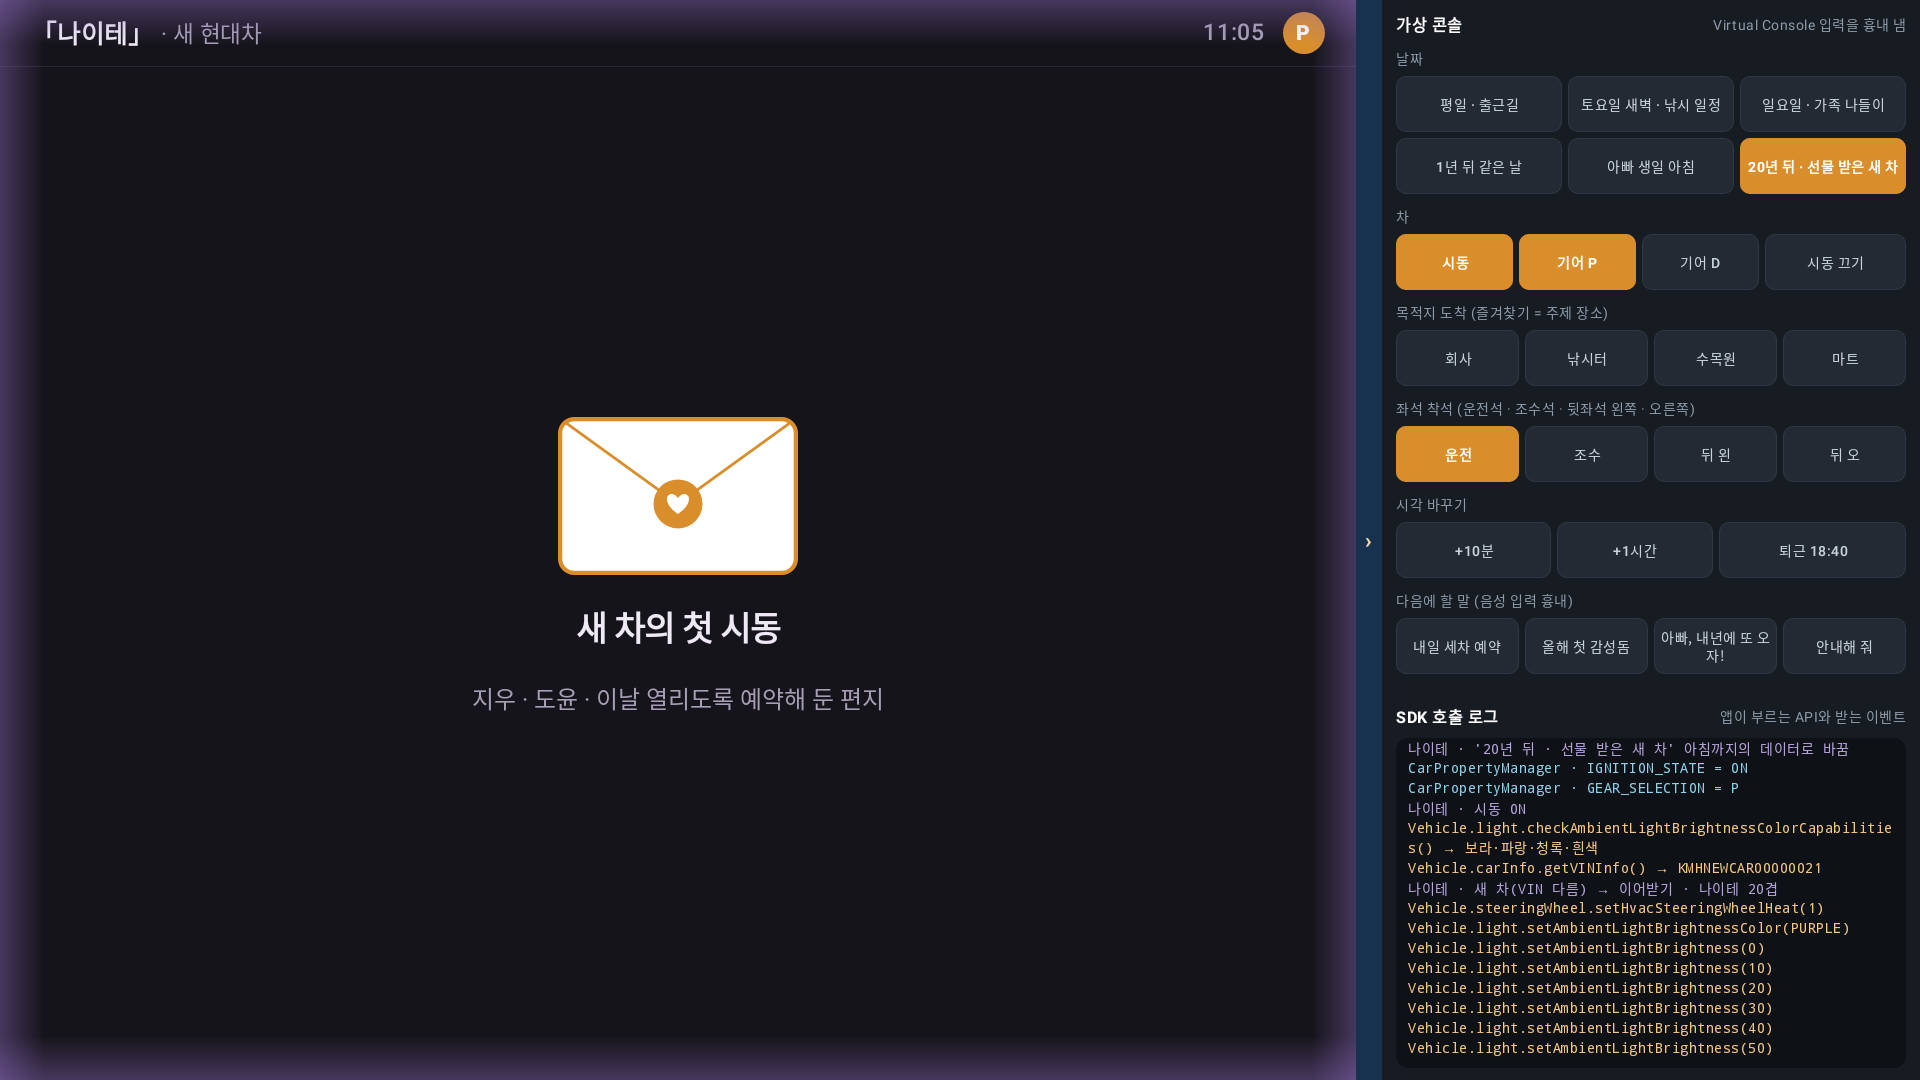 「나이테」 · 새 현대차
11:05
P
새 차의 첫 시동
지우 · 도윤 · 이날 열리도록 예약해 둔 편지
›
가상 콘솔
Virtual Console 입력을 흉내 냄
날짜
평일 · 출근길
토요일 새벽 · 낚시 일정
일요일 · 가족 나들이
1년 뒤 같은 날
아빠 생일 아침
20년 뒤 · 선물 받은 새 차
차
시동
기어 P
기어 D
시동 끄기
목적지 도착 (즐겨찾기 = 주제 장소)
회사
낚시터
수목원
마트
좌석 착석 (운전석 · 조수석 · 뒷좌석 왼쪽 · 오른쪽)
운전
조수
뒤 왼
뒤 오
시각 바꾸기
+10분
+1시간
퇴근 18:40
다음에 할 말 (음성 입력 흉내)
내일 세차 예약
올해 첫 감성돔
아빠, 내년에 또 오
자!
안내해 줘
SDK 호출 로그
앱이 부르는 API와 받는 이벤트
나이테 · '20년 뒤 · 선물 받은 새 차' 아침까지의 데이터로 바꿈
CarPropertyManager · IGNITION_STATE = ON
CarPropertyManager · GEAR_SELECTION = P
나이테 · 시동 ON
Vehicle.light.checkAmbientLightBrightnessColorCapabilitie
s() → 보라·파랑·청록·흰색
Vehicle.carInfo.getVINInfo() → KMHNEWCAR00000021
나이테 · 새 차(VIN 다름) → 이어받기 · 나이테 20겹
Vehicle.steeringWheel.setHvacSteeringWheelHeat(1)
Vehicle.light.setAmbientLightBrightnessColor(PURPLE)
Vehicle.light.setAmbientLightBrightness(0)
Vehicle.light.setAmbientLightBrightness(10)
Vehicle.light.setAmbientLightBrightness(20)
Vehicle.light.setAmbientLightBrightness(30)
Vehicle.light.setAmbientLightBrightness(40)
Vehicle.light.setAmbientLightBrightness(50)